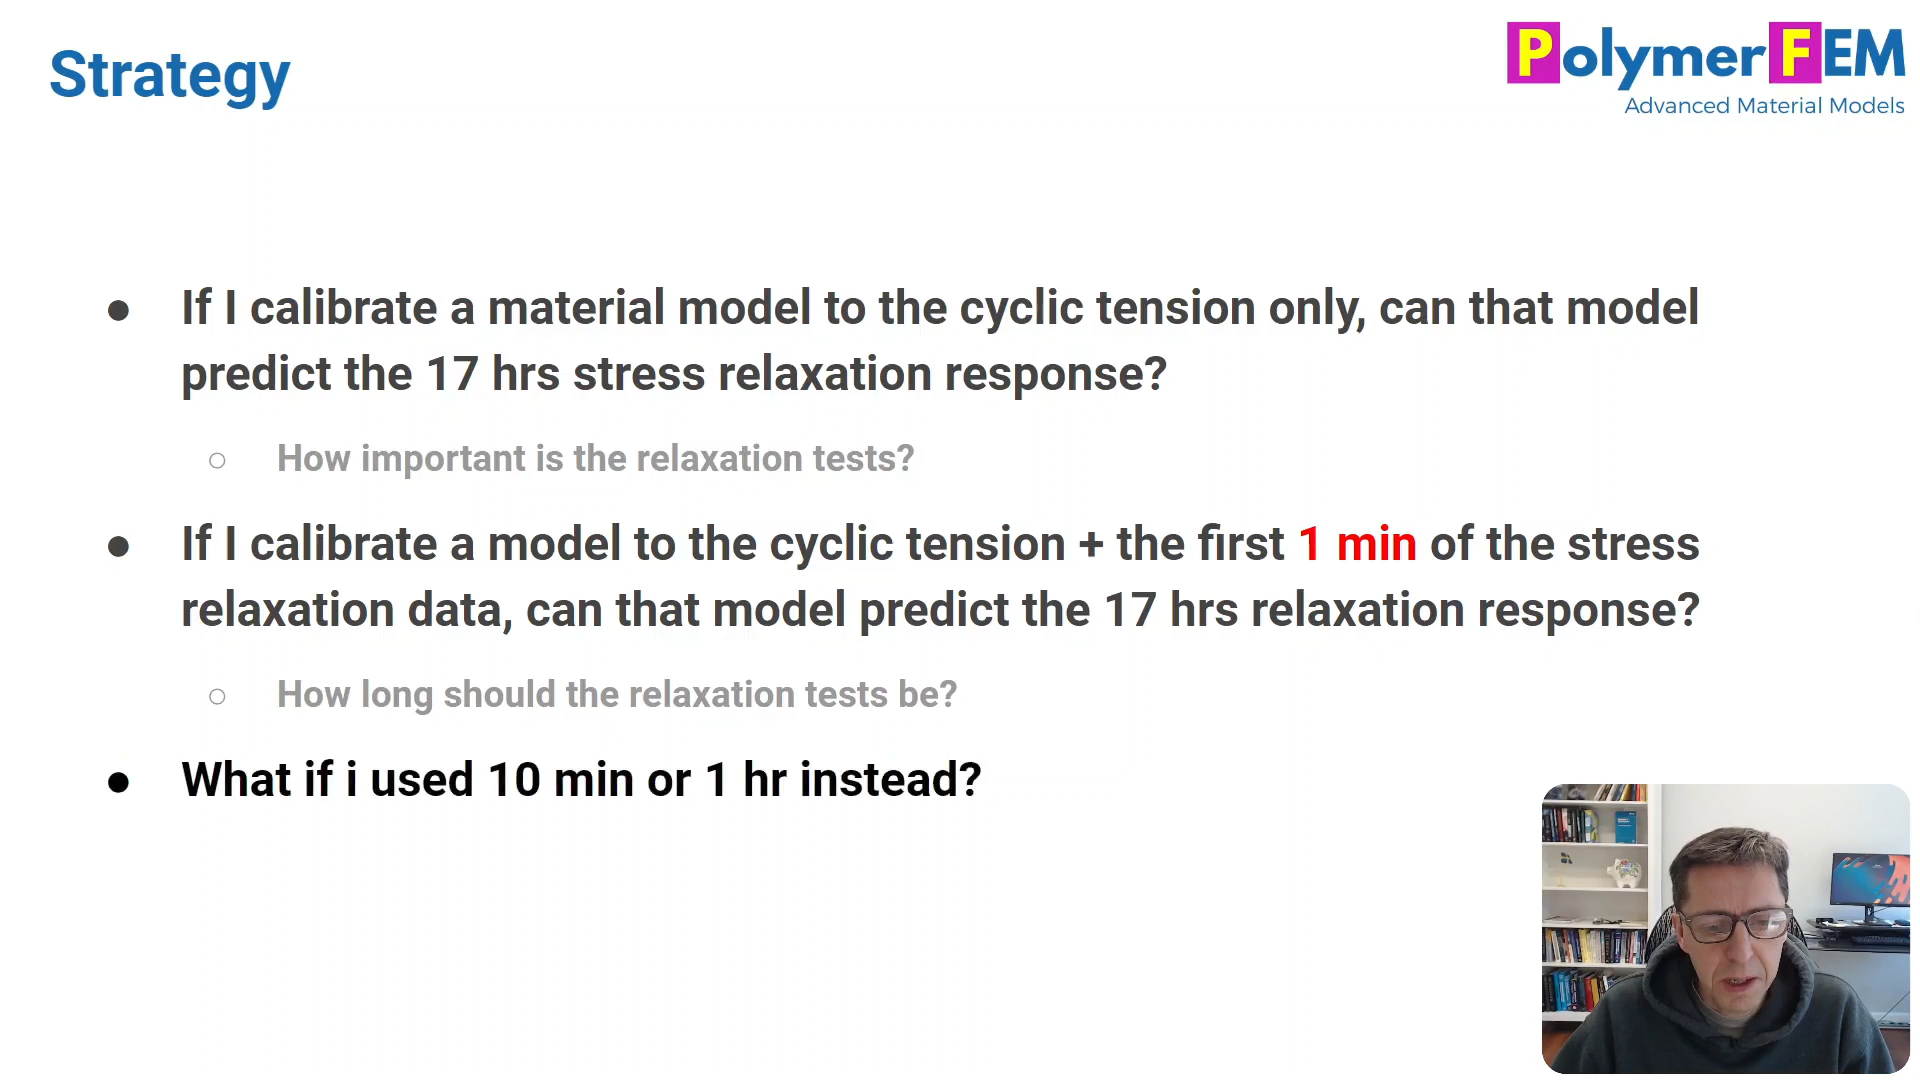 Strategy
PolymerFEM
Advanced Material Models
● If I calibrate a material model to the cyclic tension only, can that model
predict the 17 hrs stress relaxation response?
○ How important is the relaxation tests?
● If I calibrate a model to the cyclic tension + the first 1 min of the stress
relaxation data, can that model predict the 17 hrs relaxation response?
○ How long should the relaxation tests be?
● What if i used 10 min or 1 hr instead?